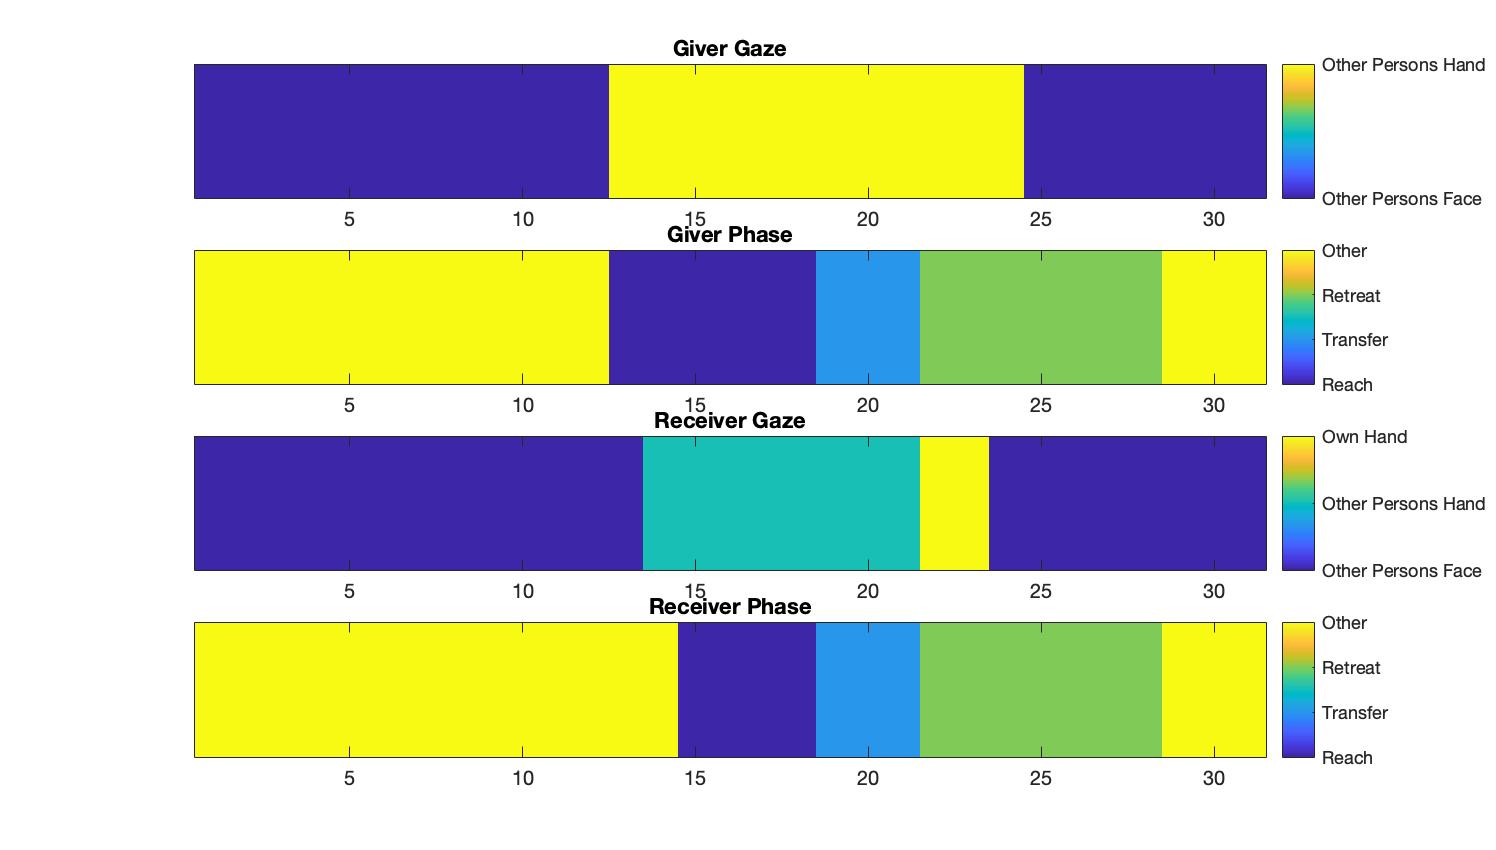 Giver Gaze
Other Persons Hand
Other Persons Face
5 10 15 20 25 30
Giver Phase
Other
Retreat
Transfer
Reach
5 10 15 20 25 30
Receiver Gaze
Own Hand
Other Persons Hand
Other Persons Face
5 10 15 20 25 30
Receiver Phase
Other
Retreat
Transfer
Reach
5 10 15 20 25 30